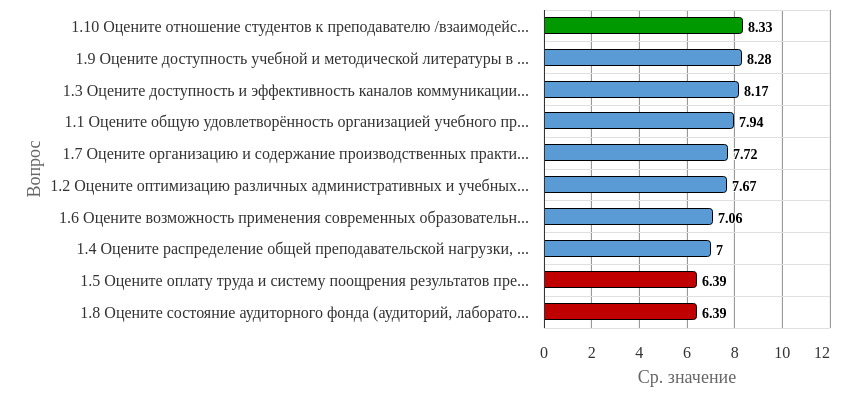 1.10 Оцените отношение студентов к преподавателю /взаимодейс... 8.33
1.9 Оцените доступность учебной и методической литературы в ... 8.28
1.3 Оцените доступность и эффективность каналов коммуникации... 8.17
1.1 Оцените общую удовлетворённость организацией учебного пр... 7.94
1.7 Оцените организацию и содержание производственных практи... 7.72
1.2 Оцените оптимизацию различных административных и учебных... 7.67
1.6 Оцените возможность применения современных образовательн... 7.06
1.4 Оцените распределение общей преподавательской нагрузки, ... 7
1.5 Оцените оплату труда и систему поощрения результатов пре... 6.39
1.8 Оцените состояние аудиторного фонда (аудиторий, лаборато... 6.39
Вопрос
0 2 4 6 8 10 12
Ср. значение